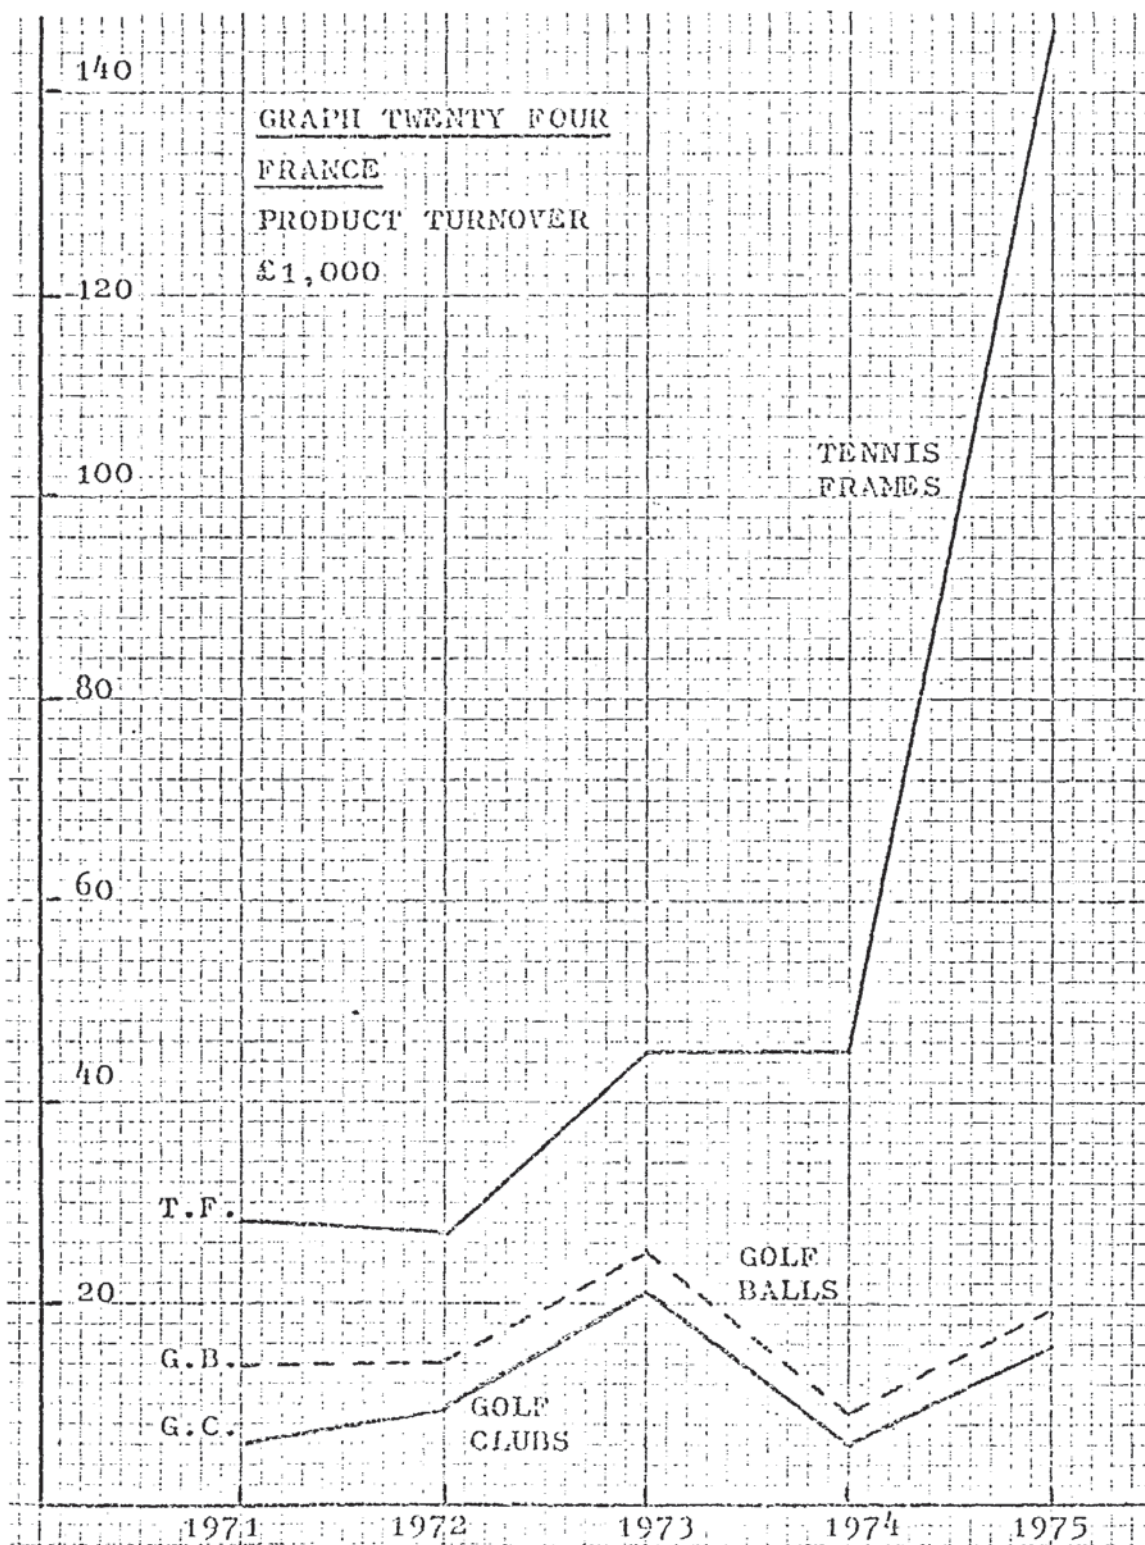 140
GRAPH TWENTY FOUR
FRANCE
PRODUCT TURNOVER
£1,000
120
TENNIS
FRAMES
100
80
60
40
T.F.
GOLF
BALLS
20
G.B.
G.C.
GOLF
CLUBS
1971 1972 1973 1974 1975